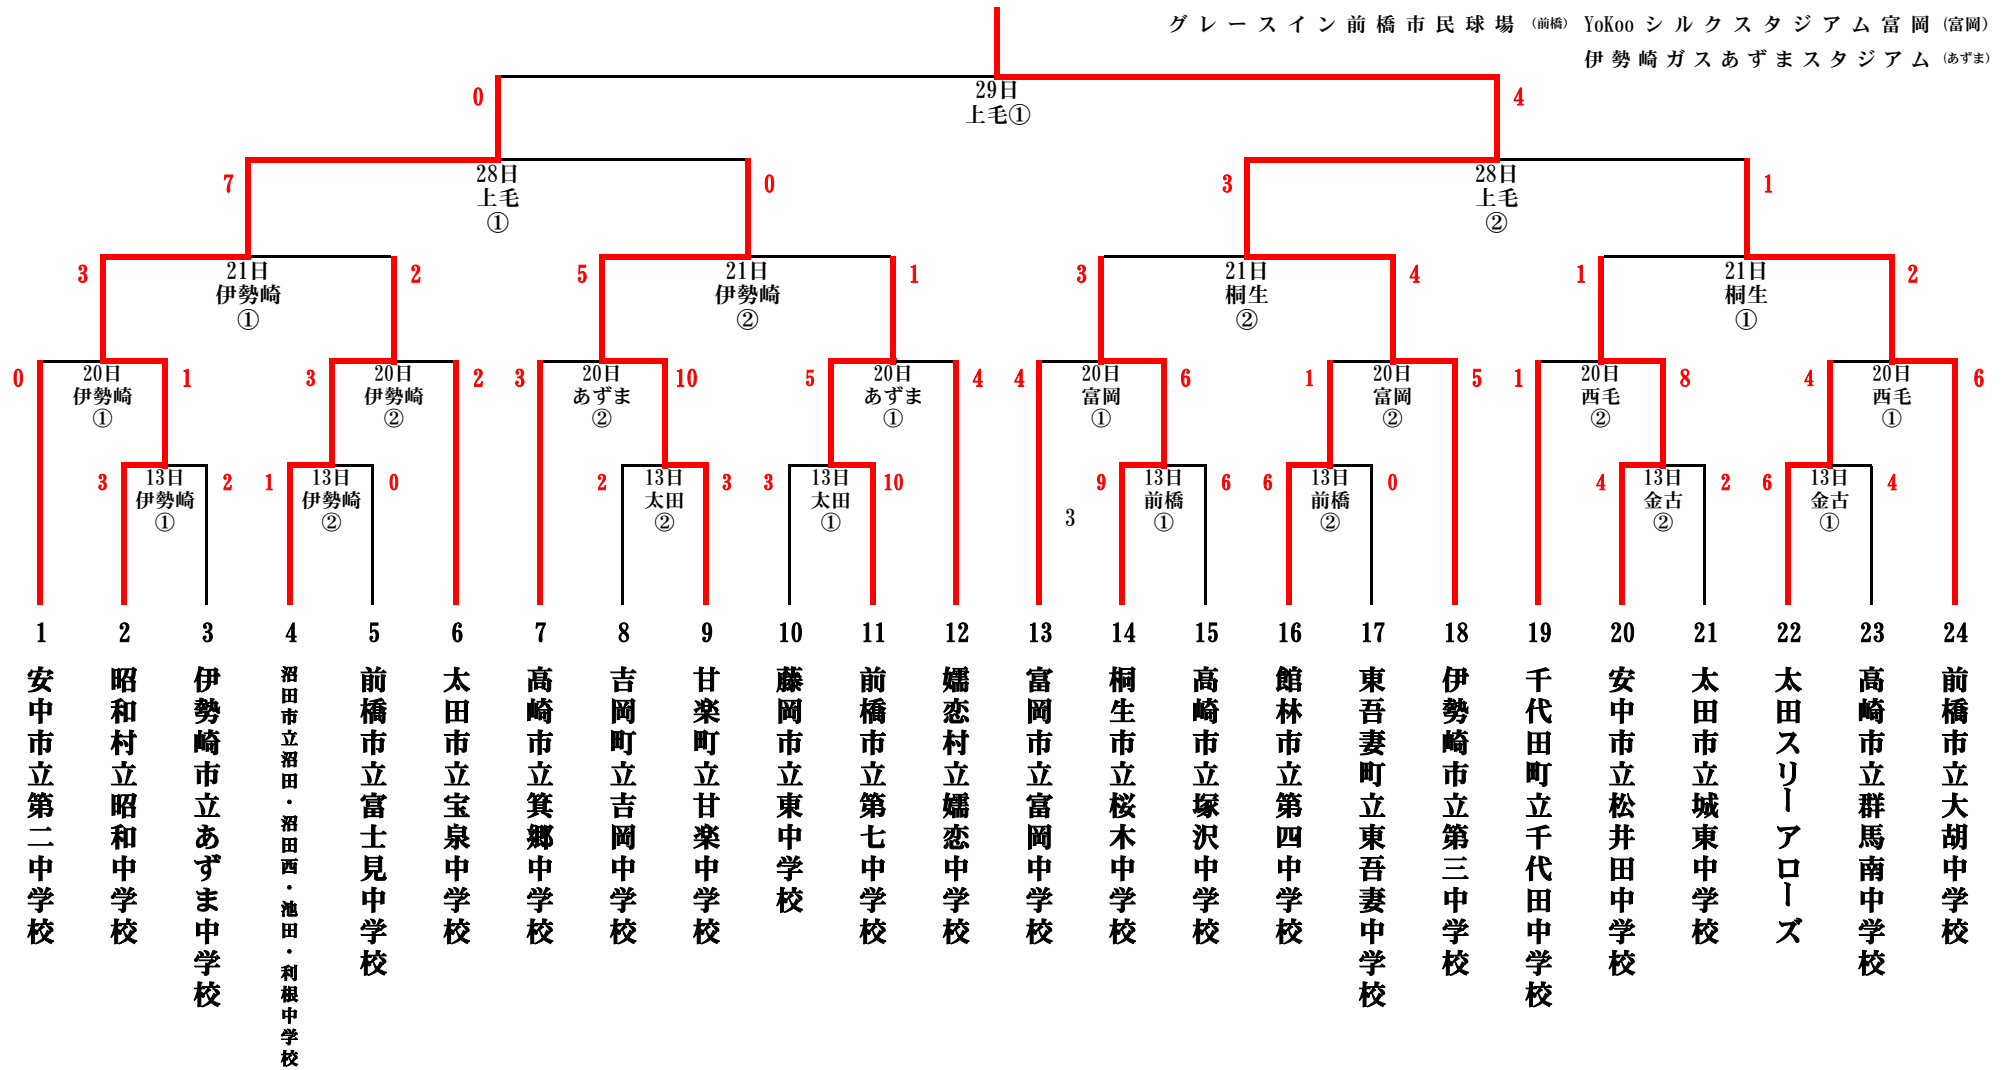 グレースイン前橋市民球場（前橋） YoKooシルクスタジアム富岡（富岡）
伊勢崎ガスあずまスタジアム（あずま）
0 29日 4
上毛①
7 28日 0 3 28日 1
上毛 上毛
① ②
3 21日 2 5 21日 1 3 21日 4 1 21日 2
伊勢崎 伊勢崎 桐生 桐生
① ② ② ①
0 20日 1 3 20日 2 3 20日 10 5 20日 4 4 20日 6 1 20日 5 1 20日 8 4 20日 6
伊勢崎 伊勢崎 あずま あずま 富岡 富岡 西毛 西毛
① ② ② ① ① ② ② ①
3 13日 2 1 13日 0 2 13日 3 3 13日 10 9 13日 6 6 13日 0 4 13日 2 6 13日 4
伊勢崎 伊勢崎 太田 太田 前橋 前橋 金古 金古
① ② ② ① ① ② ② ①
3
1 2 3 4 5 6 7 8 9 10 11 12 13 14 15 16 17 18 19 20 21 22 23 24
安中市立第二中学校
昭和村立昭和中学校
伊勢崎市立あずま中学校
沼田市立沼田・沼田西・池田・利根中学校
前橋市立富士見中学校
太田市立宝泉中学校
高崎市立箕郷中学校
吉岡町立吉岡中学校
甘楽町立甘楽中学校
藤岡市立東中学校
前橋市立第七中学校
嬬恋村立嬬恋中学校
富岡市立富岡中学校
桐生市立桜木中学校
高崎市立塚沢中学校
館林市立第四中学校
東吾妻町立東吾妻中学校
伊勢崎市立第三中学校
千代田町立千代田中学校
安中市立松井田中学校
太田市立城東中学校
太田スリーアローズ
高崎市立群馬南中学校
前橋市立大胡中学校